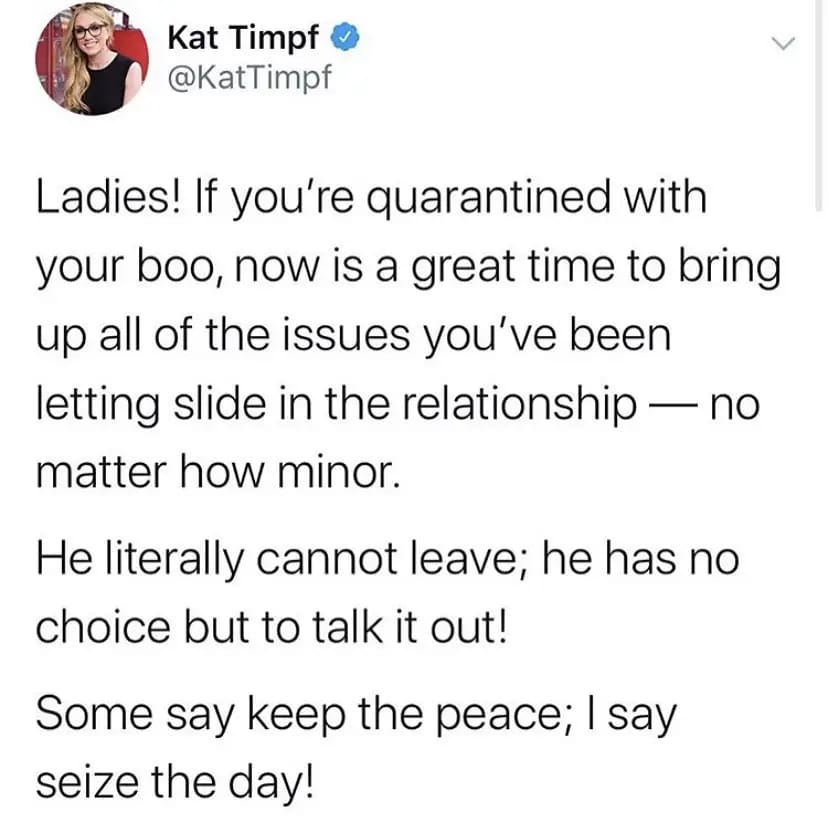 Kat Timpf
@KatTimpf
Ladies! If you’re quarantined with
your boo, now is a great time to bring
up all of the issues you’ve been
letting slide in the relationship — no
matter how minor.
He literally cannot leave; he has no
choice but to talk it out!
Some say keep the peace; I say
seize the day!